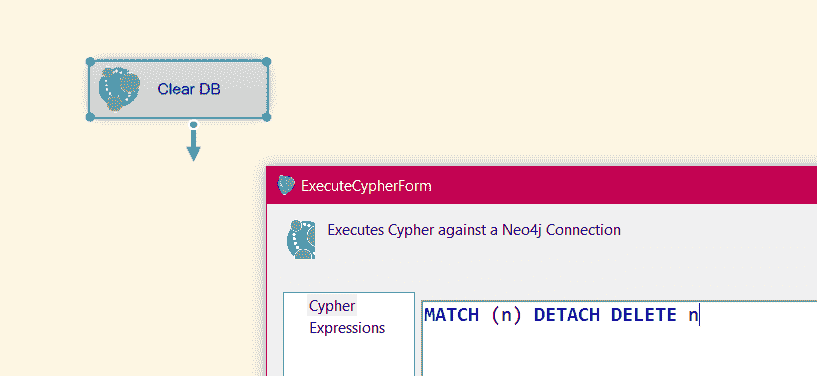 Clear DB
ExecuteCypherForm
Executes Cypher against a Neo4j Connection
Cypher
Expressions
MATCH (n) DETACH DELETE n